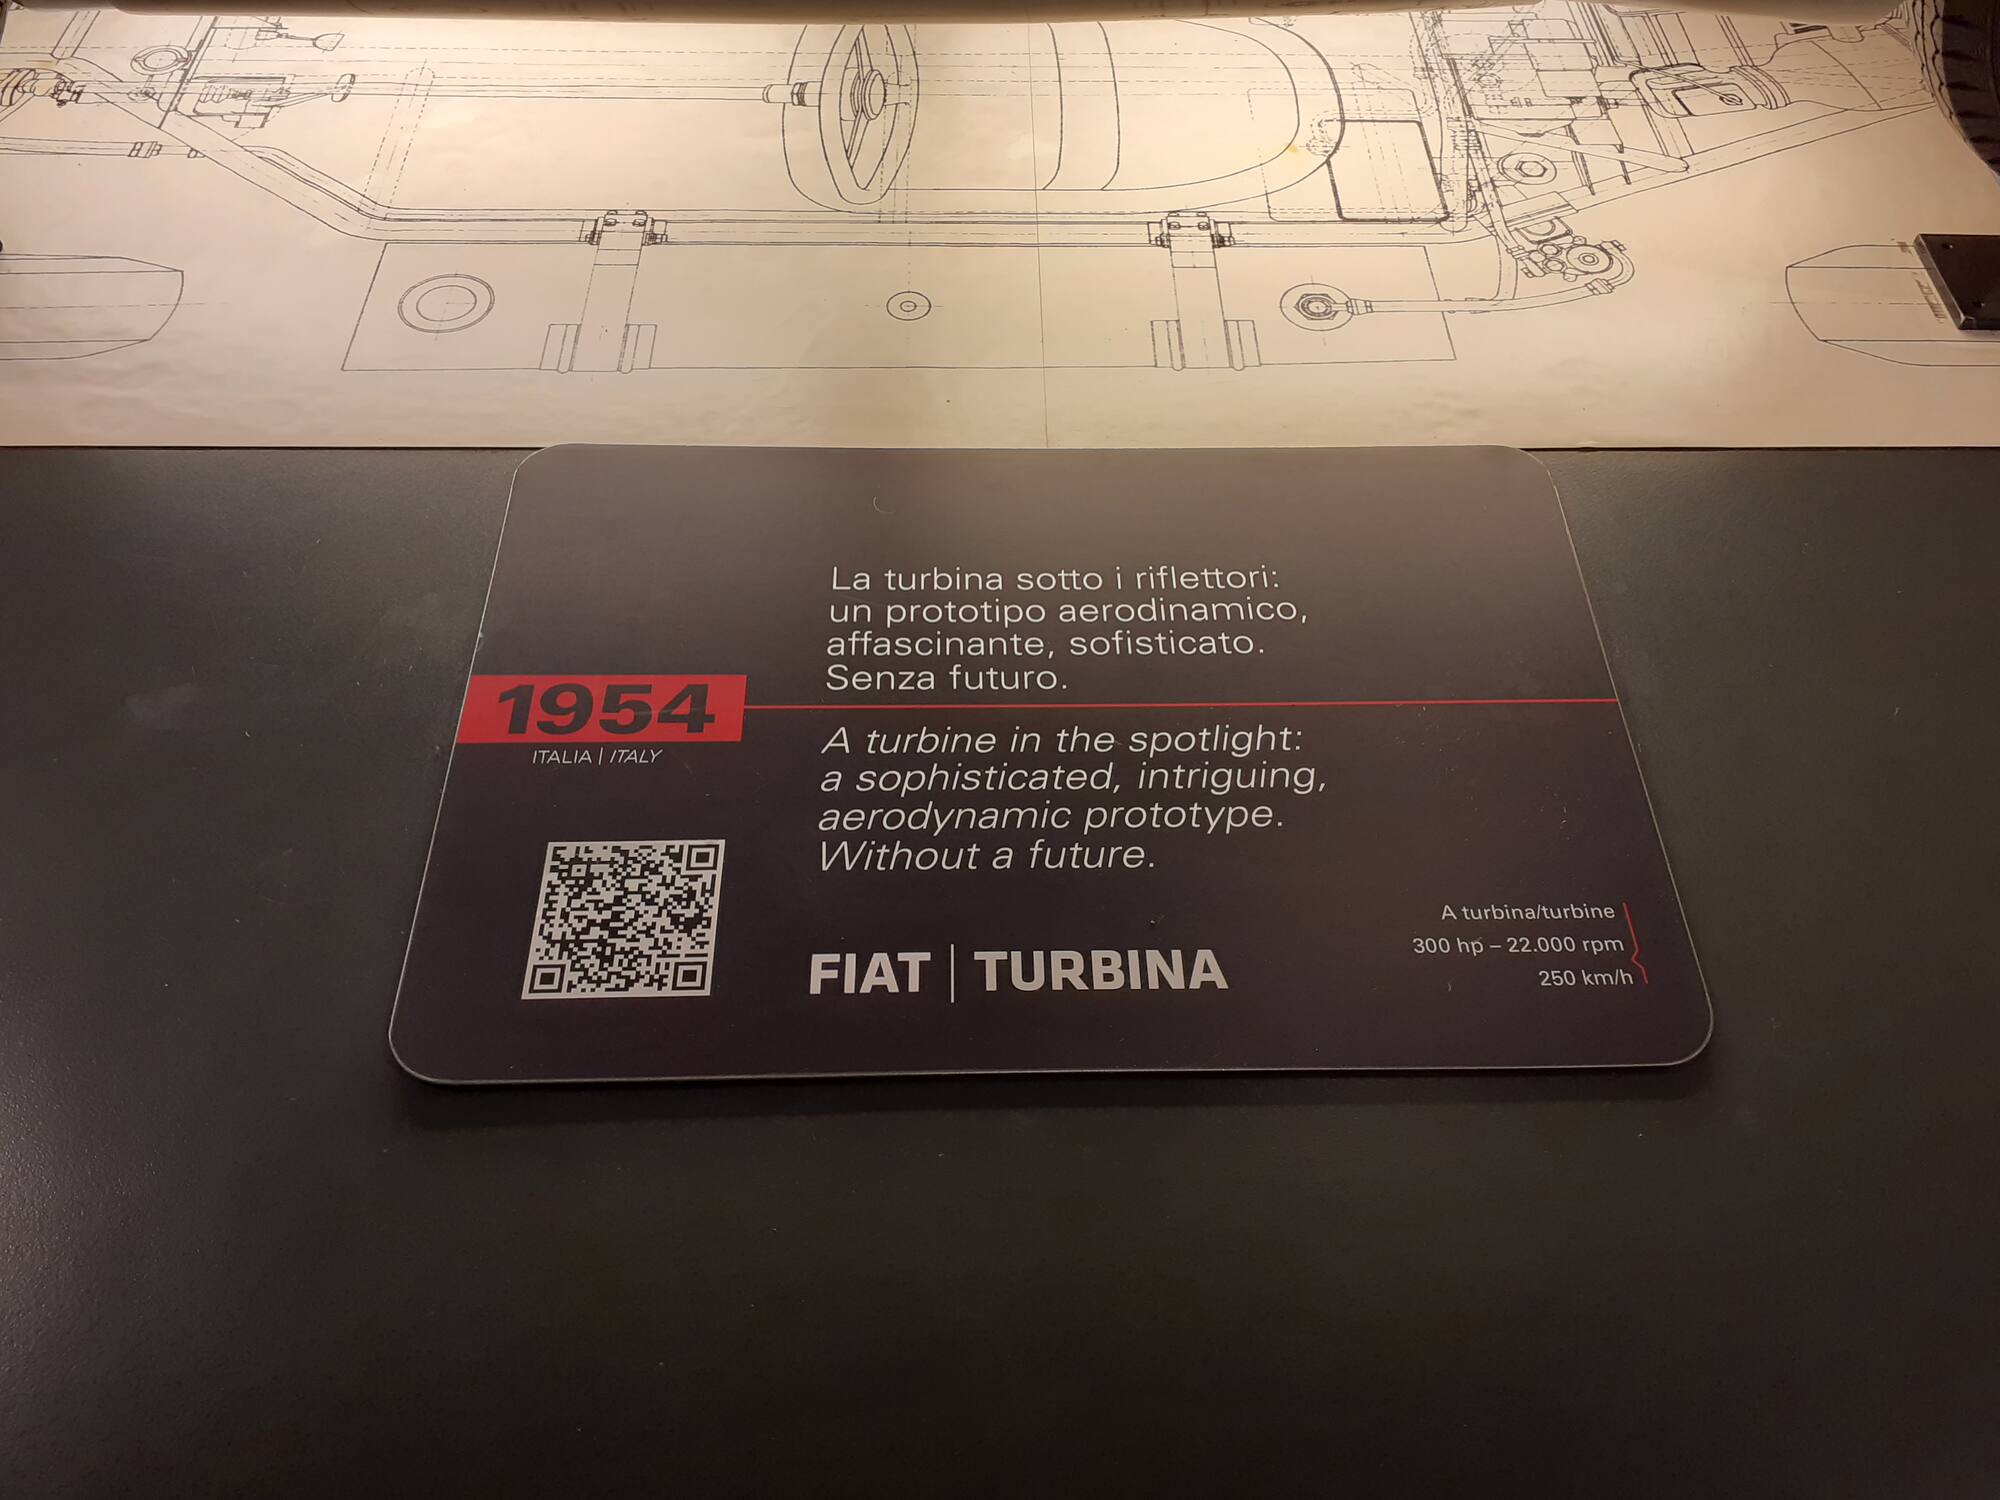 La turbina sotto i riflettori:
un prototipo aerodinamico,
affascinante, sofisticato.
Senza futuro.
1954
ITALIA | ITALY
A turbine in the spotlight:
a sophisticated, intriguing,
aerodynamic prototype.
Without a future.
FIAT | TURBINA
A turbina/turbine
300 hp – 22.000 rpm
250 km/h